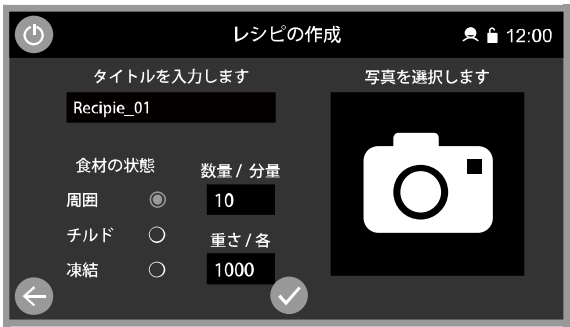 レシピの作成
12:00
タイトルを入力します
Recipie_01
写真を選択します
食材の状態
周囲
チルド
凍結
数量 / 分量
10
重さ / 各
1000